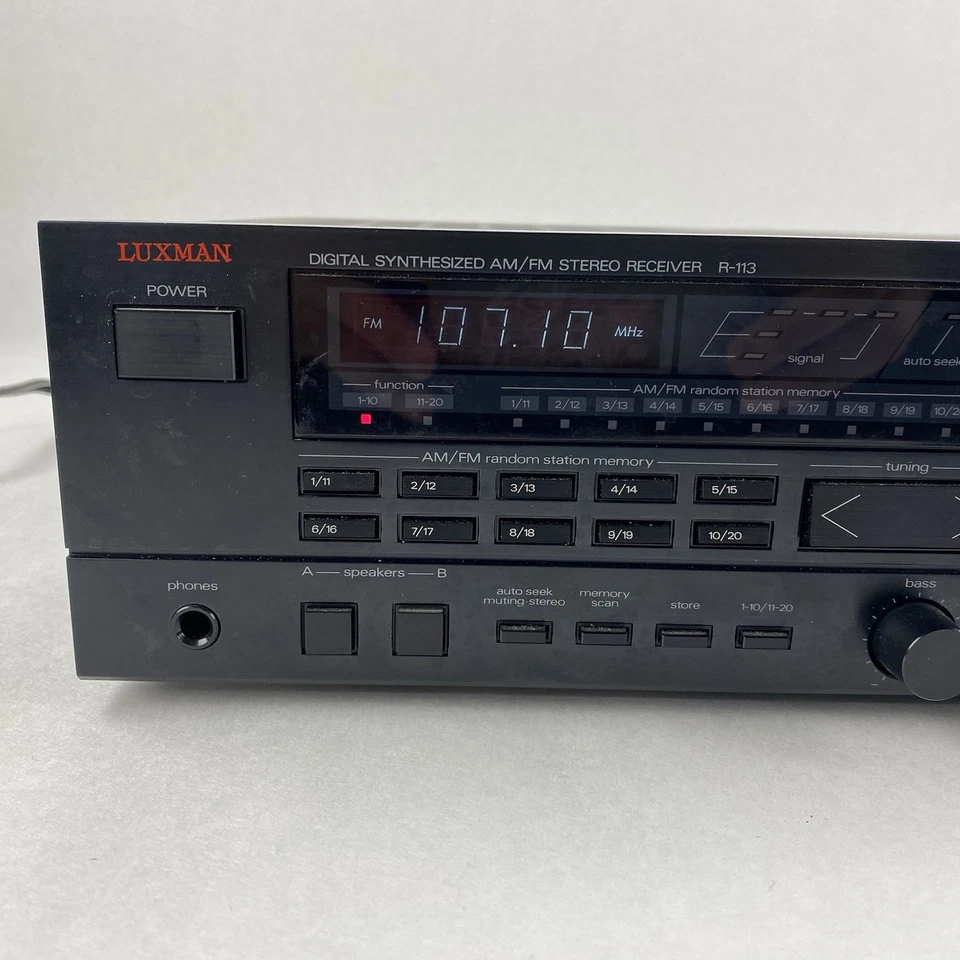 LUXMAN
DIGITAL SYNTHESIZED AM/FM STEREO RECEIVER R-113
POWER
FM 107.10 MHz
signal
auto seek
function
AM/FM random station memory
1-10 11-20
1/11 2/12 3/13 4/14 5/15 6/16 7/17 8/18 9/19
AM/FM random station memory
tuning
1/11 2/12 3/13 4/14 5/15
6/16 7/17 8/18 9/19 10/20
phones
A speakers B
auto seek
muting·stereo
memory
scan
store
1-10/11-20
bass